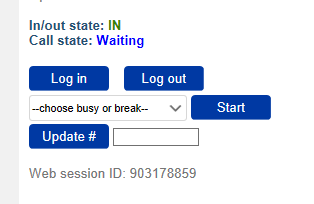 In/out state: IN
Call state: Waiting
Log in Log out
--choose busy or break-- Start
Update #
Web session ID: 903178859